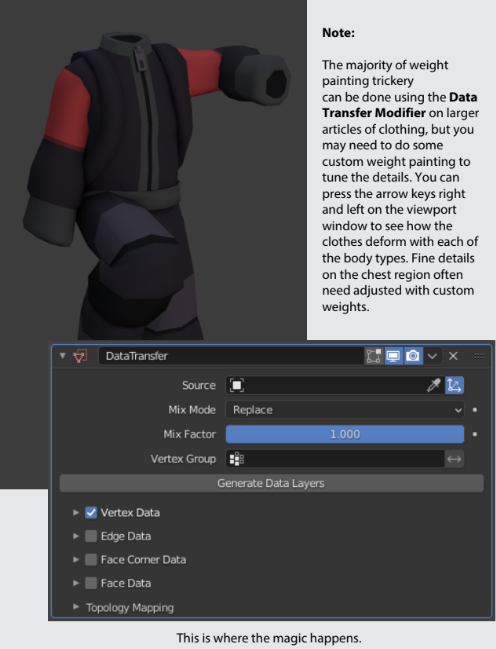 Note:
The majority of weight
painting trickery
can be done using the Data
Transfer Modifier on larger
articles of clothing, but you
may need to do some
custom weight painting to
tune the details. You can
press the arrow keys right
and left on the viewport
window to see how the
clothes deform with each of
the body types. Fine details
on the chest region often
need adjusted with custom
weights.
DataTransfer
Source
Mix Mode Replace
Mix Factor 1.000
Vertex Group
Generate Data Layers
Vertex Data
Edge Data
Face Corner Data
Face Data
Topology Mapping
This is where the magic happens.